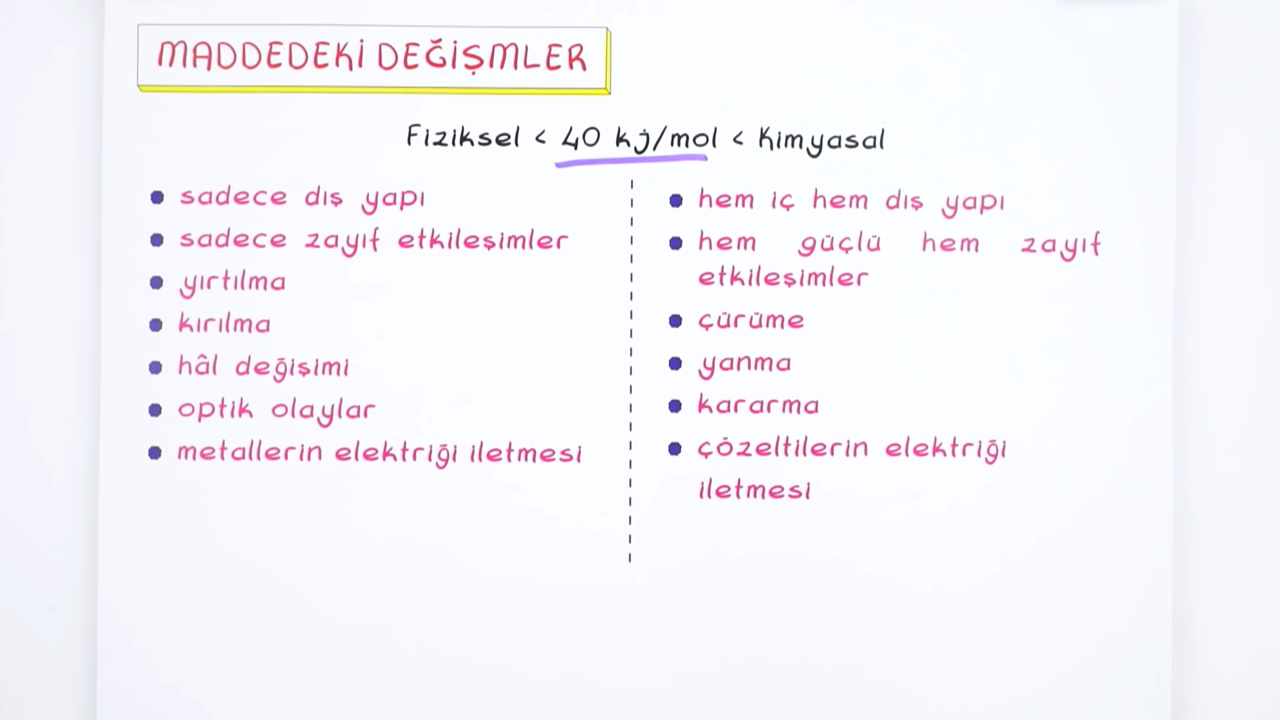 MADDEDEKİ DEĞİŞMLER
Fiziksel < 40 kj/mol < Kimyasal
• sadece dış yapı
• sadece zayıf etkileşimler
• yırtılma
• kırılma
• hâl değişimi
• optik olaylar
• metallerin elektriği iletmesi
• hem iç hem dış yapı
• hem güçlü hem zayıf
etkileşimler
• çürüme
• yanma
• kararma
• çözeltilerin elektriği
iletmesi